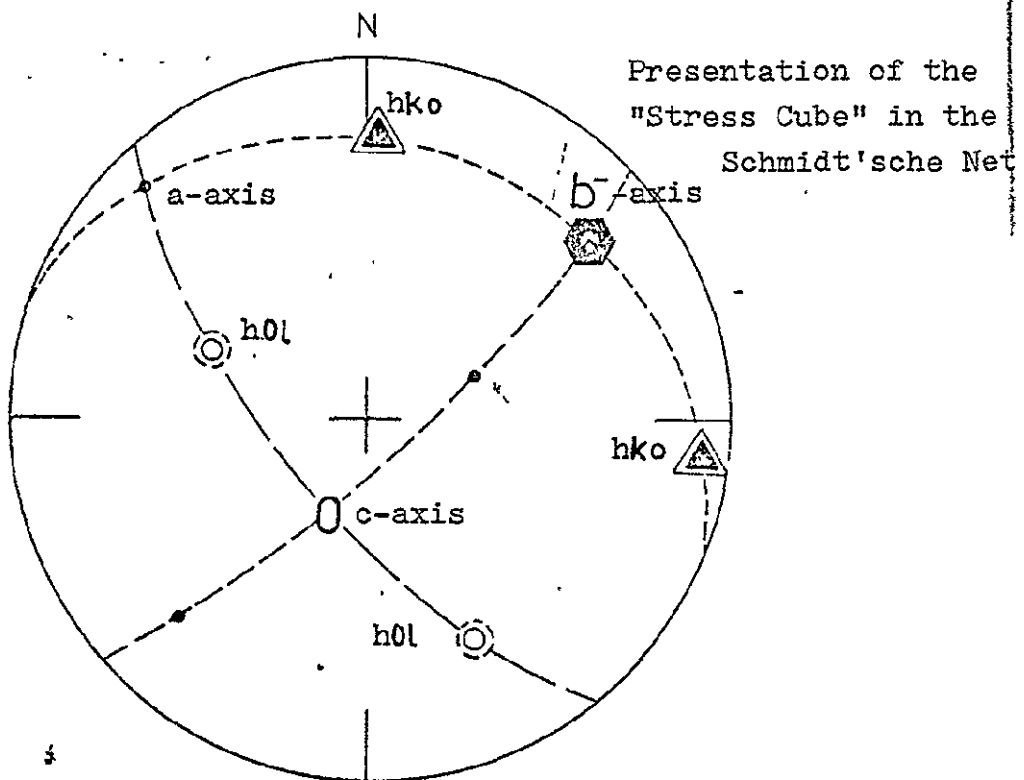 N
Presentation of the
"Stress Cube" in the
Schmidt'sche Net
hko
a-axis
b-axis
h0l
hko
c-axis
h0l